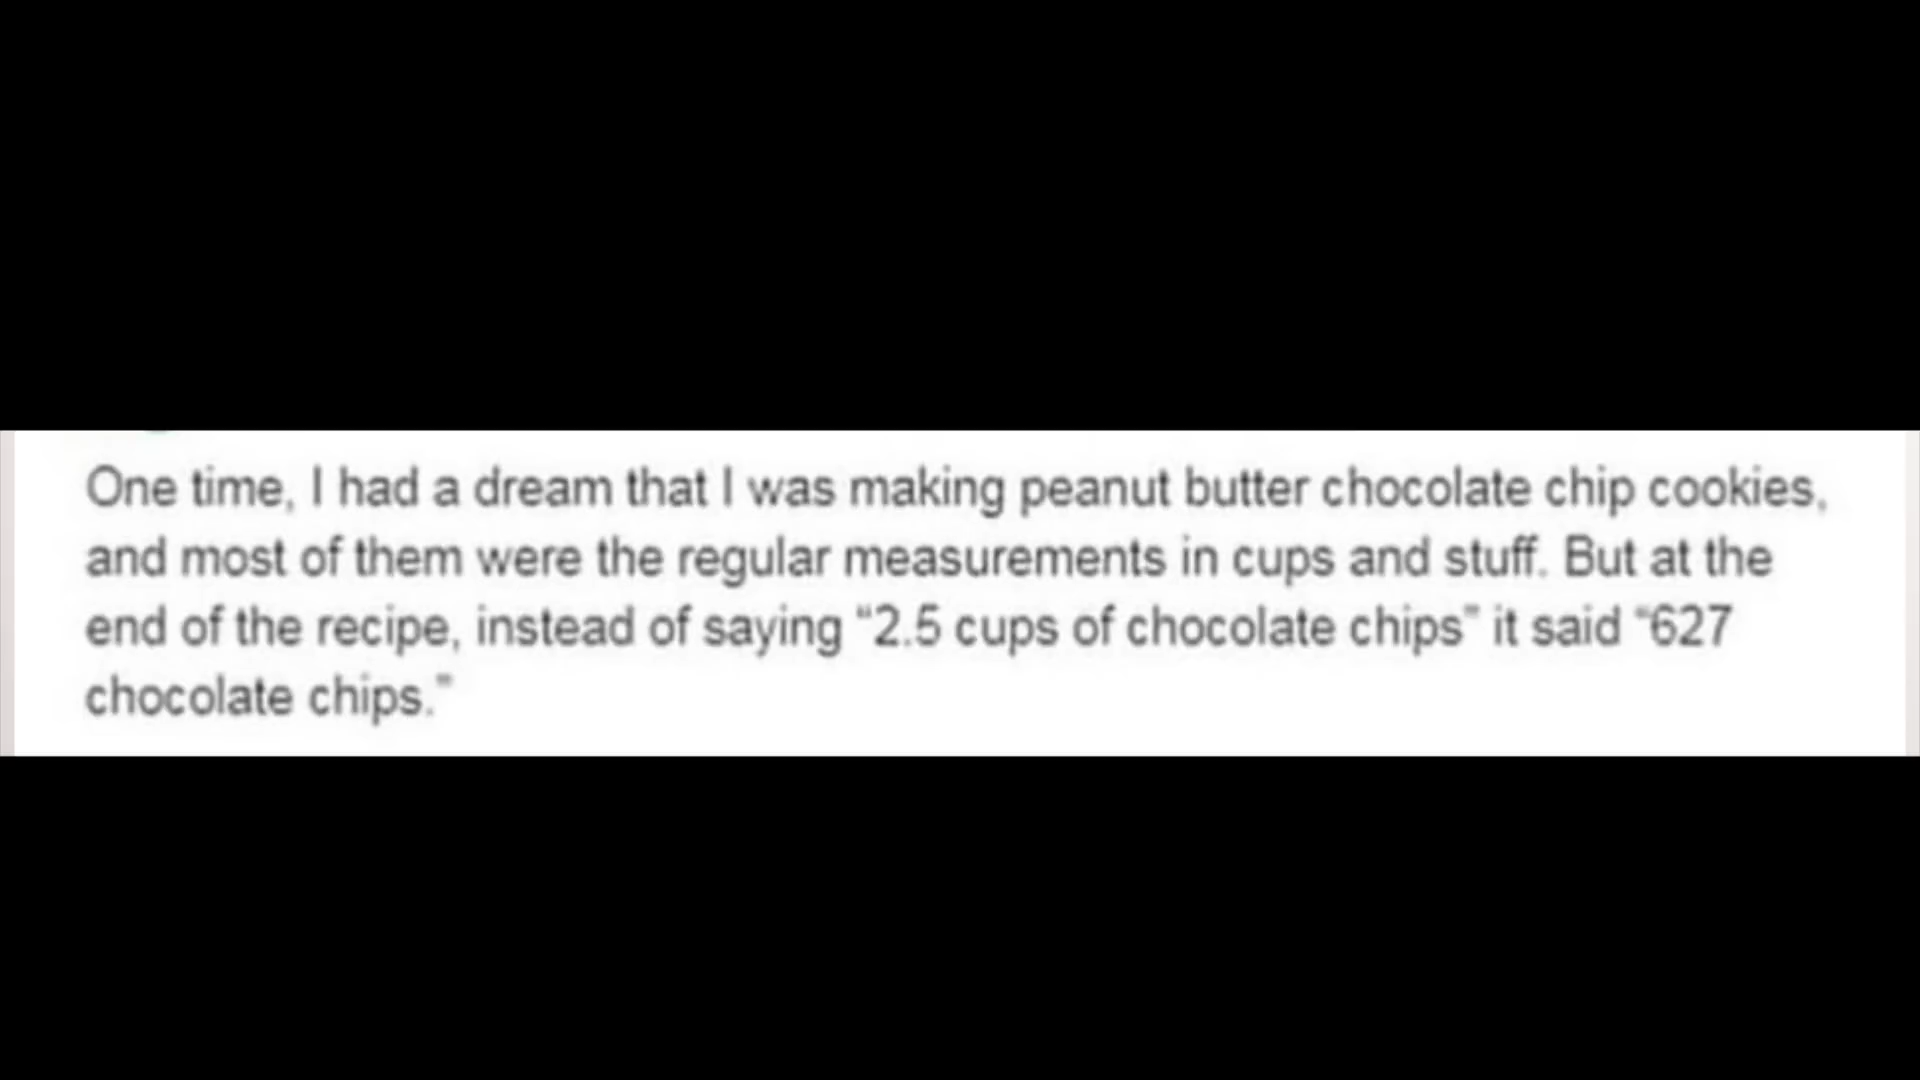 One time, I had a dream that I was making peanut butter chocolate chip cookies,
and most of them were the regular measurements in cups and stuff. But at the
end of the recipe, instead of saying “2.5 cups of chocolate chips” it said “627
chocolate chips.”